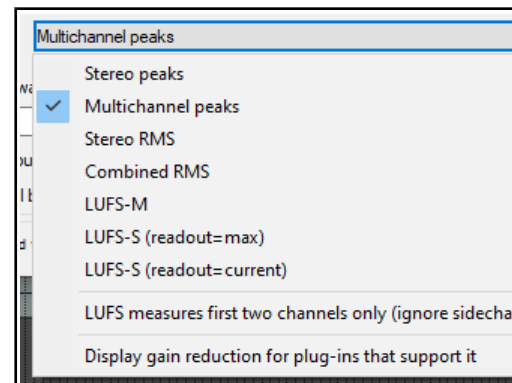 Multichannel peaks
Stereo peaks
Multichannel peaks
Stereo RMS
Combined RMS
LUFS-M
LUFS-S (readout=max)
LUFS-S (readout=current)
LUFS measures first two channels only (ignore sidecha
Display gain reduction for plug-ins that support it